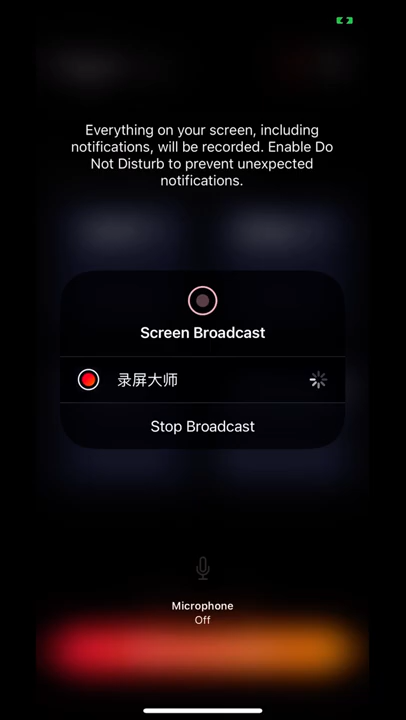 Everything on your screen, including
notifications, will be recorded. Enable Do
Not Disturb to prevent unexpected
notifications.
Screen Broadcast
录屏大师
Stop Broadcast
Microphone
Off